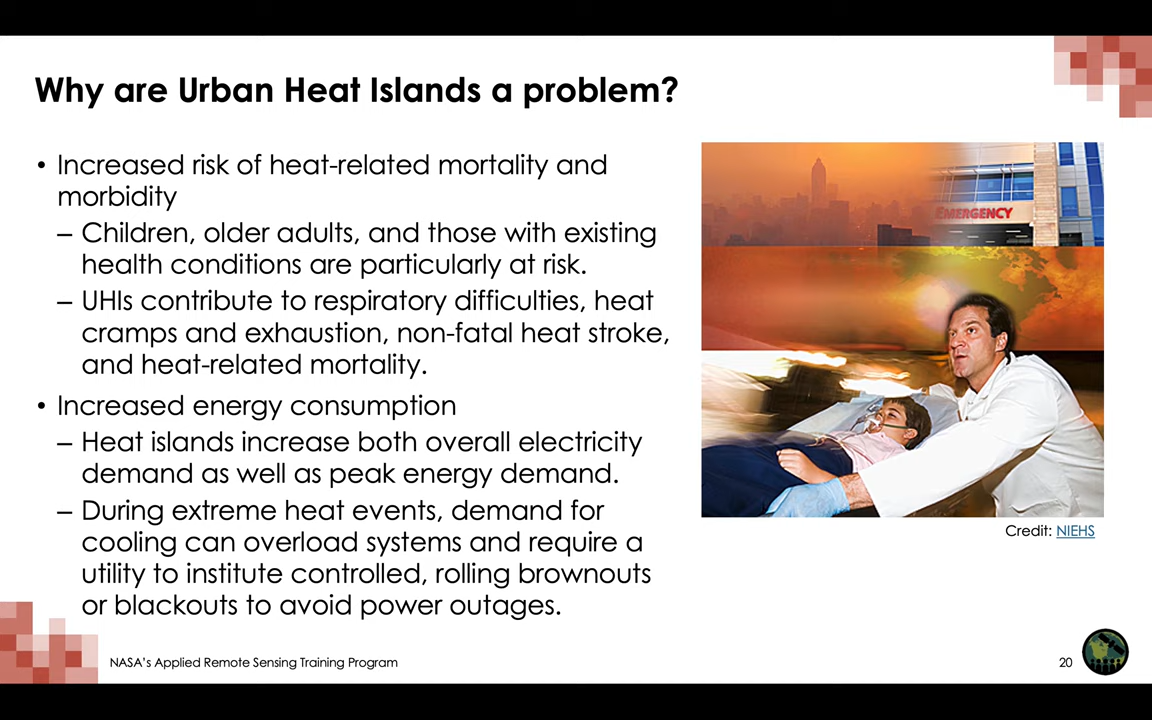 Why are Urban Heat Islands a problem?
• Increased risk of heat-related mortality and
morbidity
– Children, older adults, and those with existing
health conditions are particularly at risk.
– UHIs contribute to respiratory difficulties, heat
cramps and exhaustion, non-fatal heat stroke,
and heat-related mortality.
• Increased energy consumption
– Heat islands increase both overall electricity
demand as well as peak energy demand.
– During extreme heat events, demand for
cooling can overload systems and require a
utility to institute controlled, rolling brownouts
or blackouts to avoid power outages.
EMERGENCY
Credit: NIEHS
NASA’s Applied Remote Sensing Training Program
20